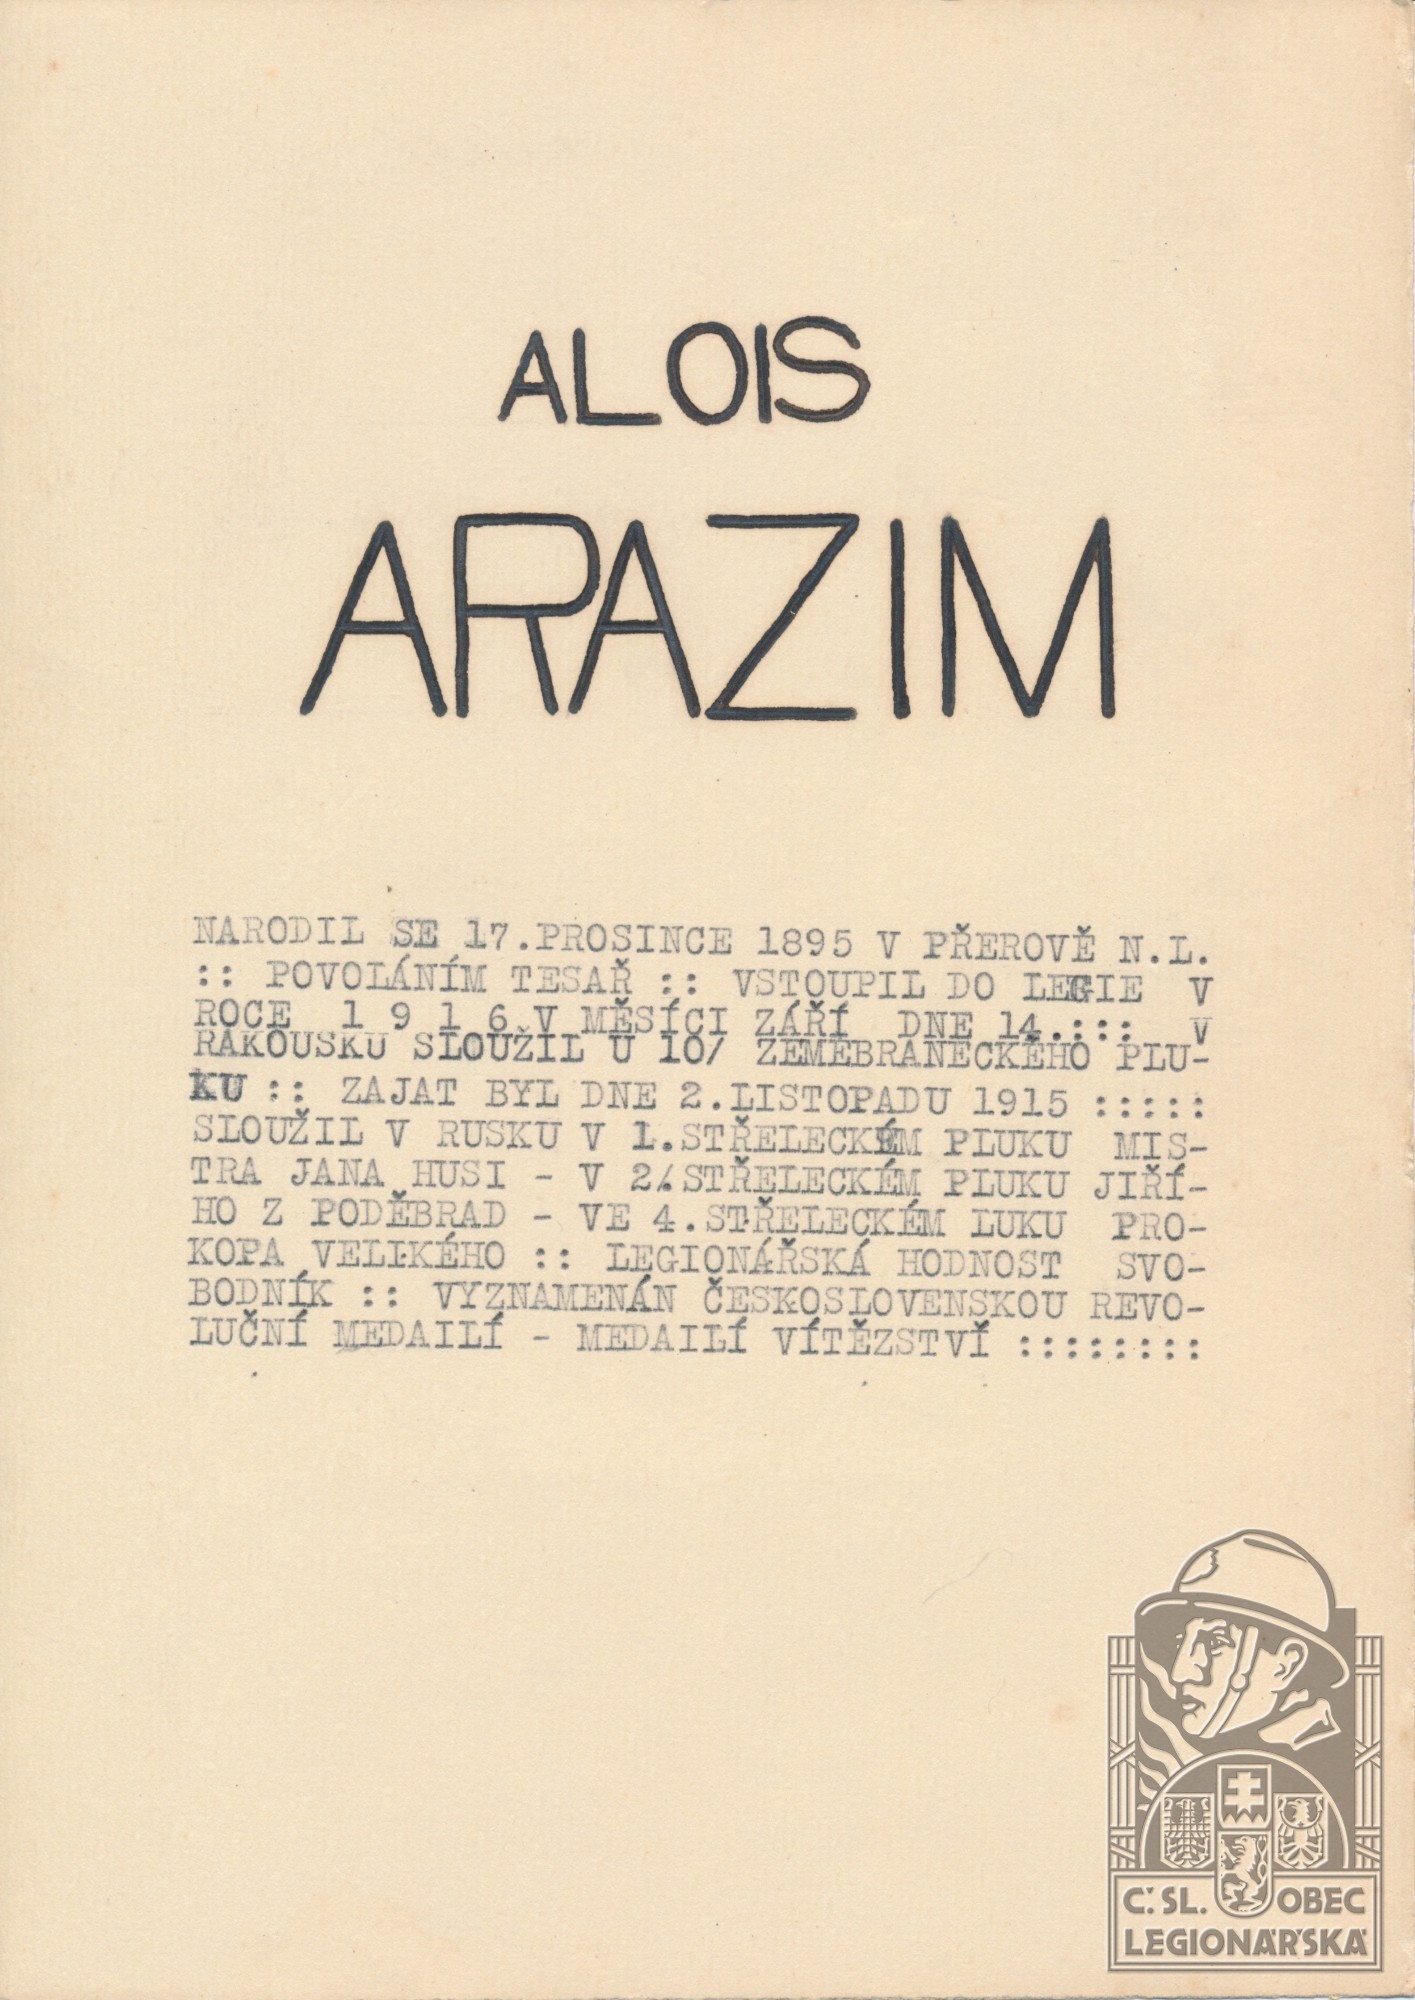 ALOIS
ARAZIM
NARODIL SE 17.PROSINCE 1895 V PŘEROVĚ N.L.
:: POVOLÁNÍM TESAŘ :: VSTOUPIL DO LEGIE V
ROCE 1 9 1 6 V MĚSÍCI ZÁŘÍ DNE 14.::: V
RAKOUSKU SLOUŽIL U 10/ ZEMĚBRANECKÉHO PLU-
KU :: ZAJAT BYL DNE 2.LISTOPADU 1915 :::::
SLOUŽIL V RUSKU V 1.STŘELECKÉM PLUKU MIS-
TRA JANA HUSI - V 2.STŘELECKÉM PLUKU JIŘÍ-
HO Z PODĚBRAD - VE 4.STŘELECKÉM LUKU PRO-
KOPA VELIKÉHO :: LEGIONÁŘSKÁ HODNOST SVO-
BODNÍK :: VYZNAMENÁN ČESKOSLOVENSKOU REVO-
LUČNÍ MEDAILÍ - MEDAILÍ VÍTĚZSTVÍ ::::::::
Č.SL. OBEC
LEGIONÁŘSKÁ